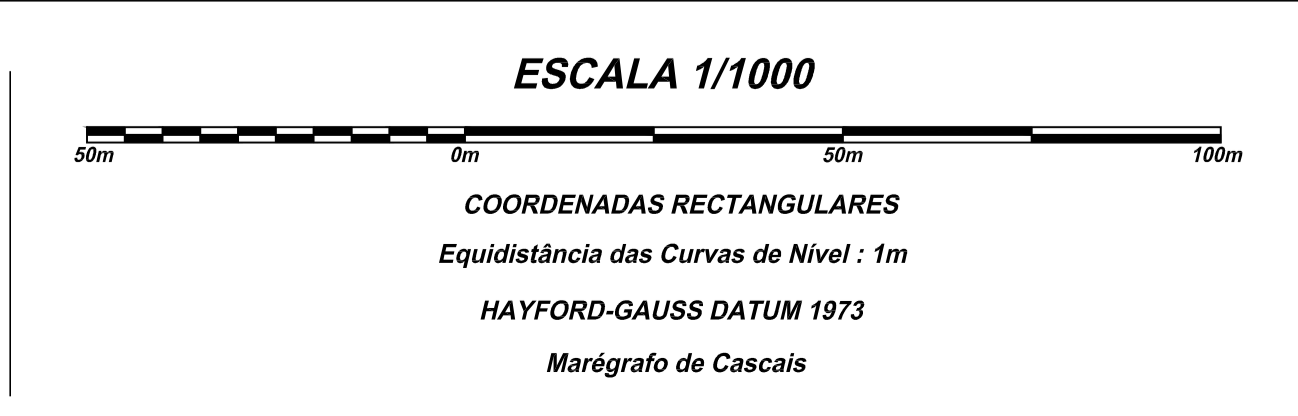 ESCALA 1/1000
50m 0m 50m 100m
COORDENADAS RECTANGULARES
Equidistância das Curvas de Nível : 1m
HAYFORD-GAUSS DATUM 1973
Marégrafo de Cascais